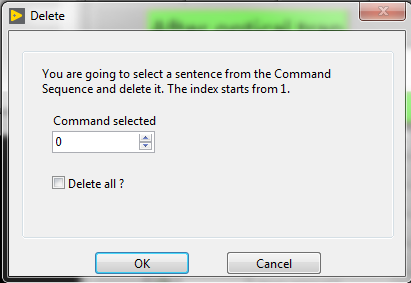 Delete
You are going to select a sentence from the Command
Sequence and delete it. The index starts from 1.
Command selected
0
Delete all ?
OK
Cancel